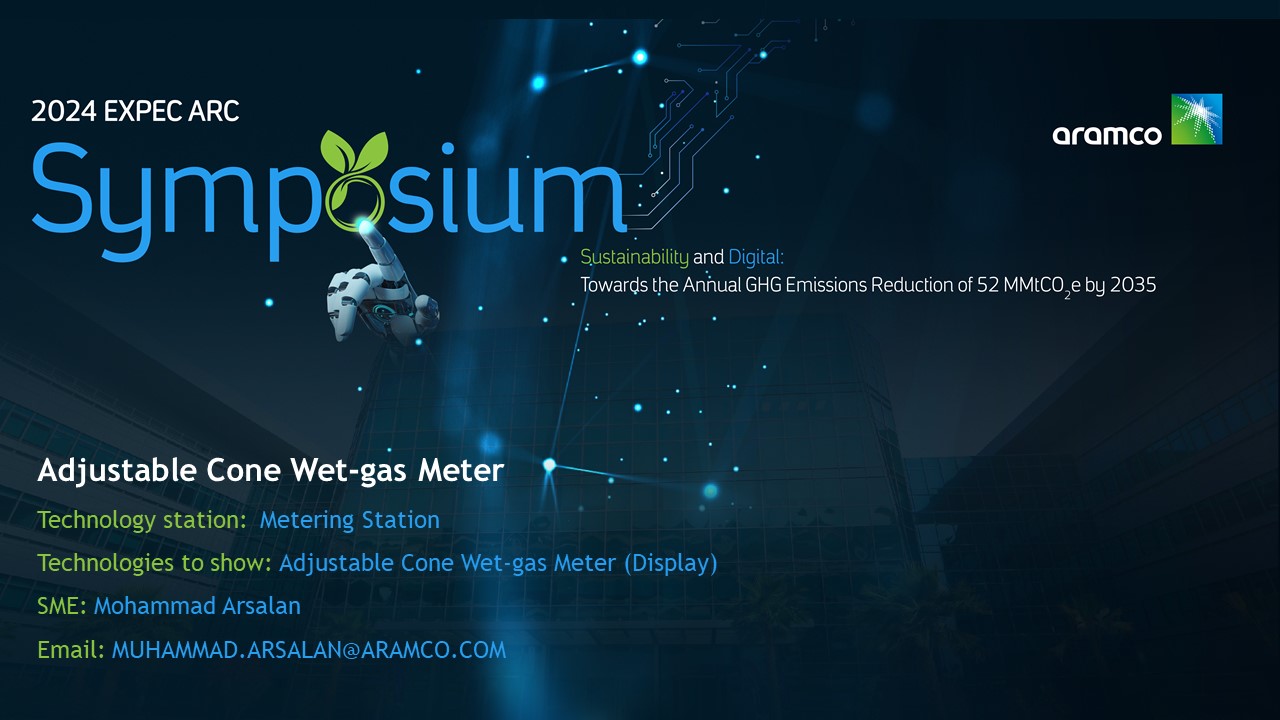 2024 EXPEC ARC
Symposium
aramco
Sustainability and Digital:
Towards the Annual GHG Emissions Reduction of 52 MMtCO₂e by 2035
Adjustable Cone Wet-gas Meter
Technology station: Metering Station
Technologies to show: Adjustable Cone Wet-gas Meter (Display)
SME: Mohammad Arsalan
Email: MUHAMMAD.ARSALAN@ARAMCO.COM